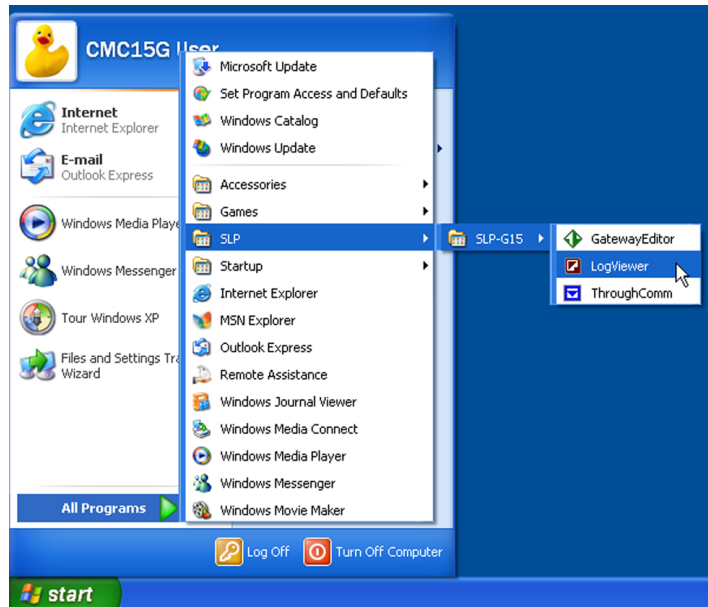 CMC15G User
Internet
Internet Explorer
E-mail
Outlook Express
Windows Media Playe
Windows Messenger
Tour Windows XP
Files and Settings Tra
Wizard
All Programs
Microsoft Update
Set Program Access and Defaults
Windows Catalog
Windows Update
Accessories
Games
SLP
Startup
Internet Explorer
MSN Explorer
Outlook Express
Remote Assistance
Windows Journal Viewer
Windows Media Connect
Windows Media Player
Windows Messenger
Windows Movie Maker
SLP-G15
GatewayEditor
LogViewer
ThroughComm
Log Off
Turn Off Computer
start